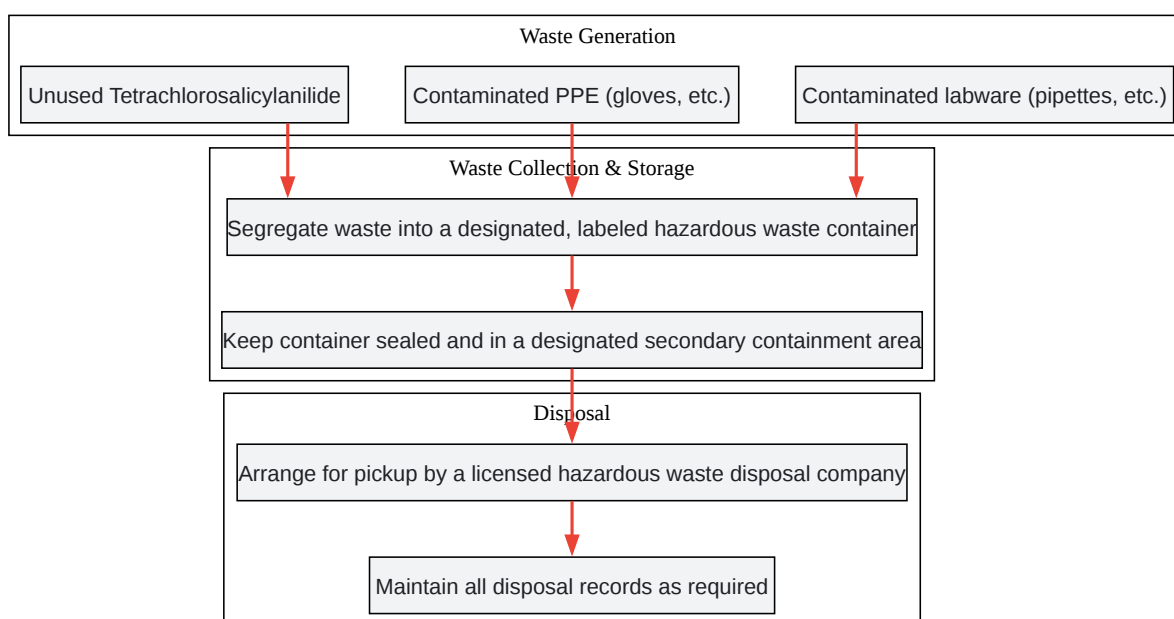 Waste Generation
Unused Tetrachlorosalicylanilide
Contaminated PPE (gloves, etc.)
Contaminated labware (pipettes, etc.)
Waste Collection & Storage
Segregate waste into a designated, labeled hazardous waste container
Keep container sealed and in a designated secondary containment area
Disposal
Arrange for pickup by a licensed hazardous waste disposal company
Maintain all disposal records as required